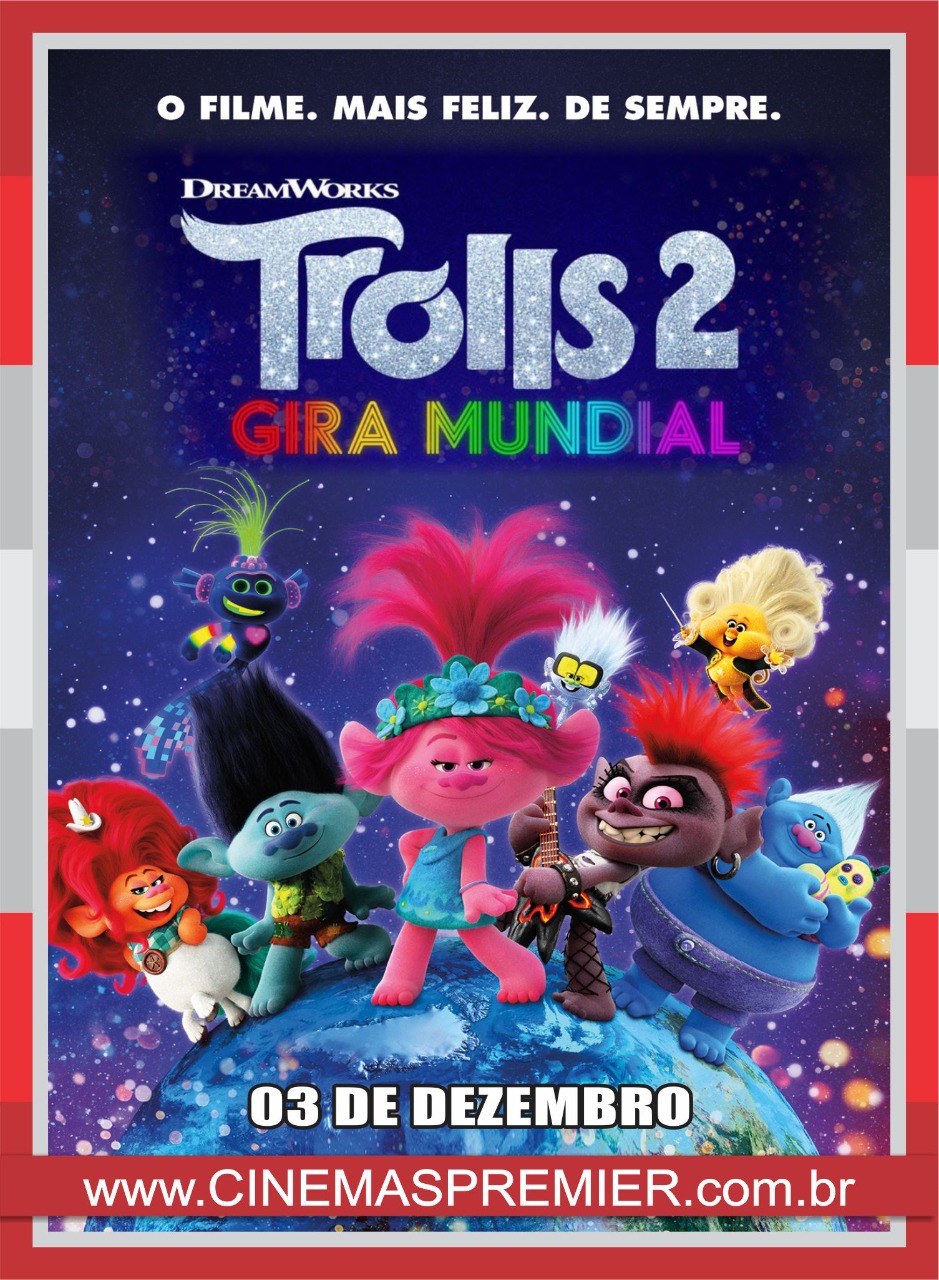 O FILME. MAIS FELIZ. DE SEMPRE.
DREAMWORKS
Trolls 2
GIRA MUNDIAL
03 DE DEZEMBRO
www.CINEMASPREMIER.com.br